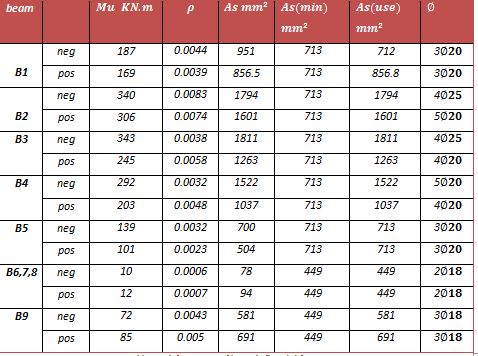 beam Mu KN.m ρ As mm² As(min) mm² As(use) mm² Ø
B1 neg 187 0.0044 951 713 712 3Ø20
pos 169 0.0039 856.5 713 856.8 3Ø20
B2 neg 340 0.0083 1794 713 1794 4Ø25
pos 306 0.0074 1601 713 1601 5Ø20
B3 neg 343 0.0038 1811 713 1811 4Ø25
pos 245 0.0058 1263 713 1263 4Ø20
B4 neg 292 0.0032 1522 713 1522 5Ø20
pos 203 0.0048 1037 713 1037 4Ø20
B5 neg 139 0.0032 700 713 713 3Ø20
pos 101 0.0023 504 713 713 3Ø20
B6,7,8 neg 10 0.0006 78 449 449 2Ø18
pos 12 0.0007 94 449 449 2Ø18
B9 neg 72 0.0043 581 449 581 3Ø18
pos 85 0.005 691 449 691 3Ø18